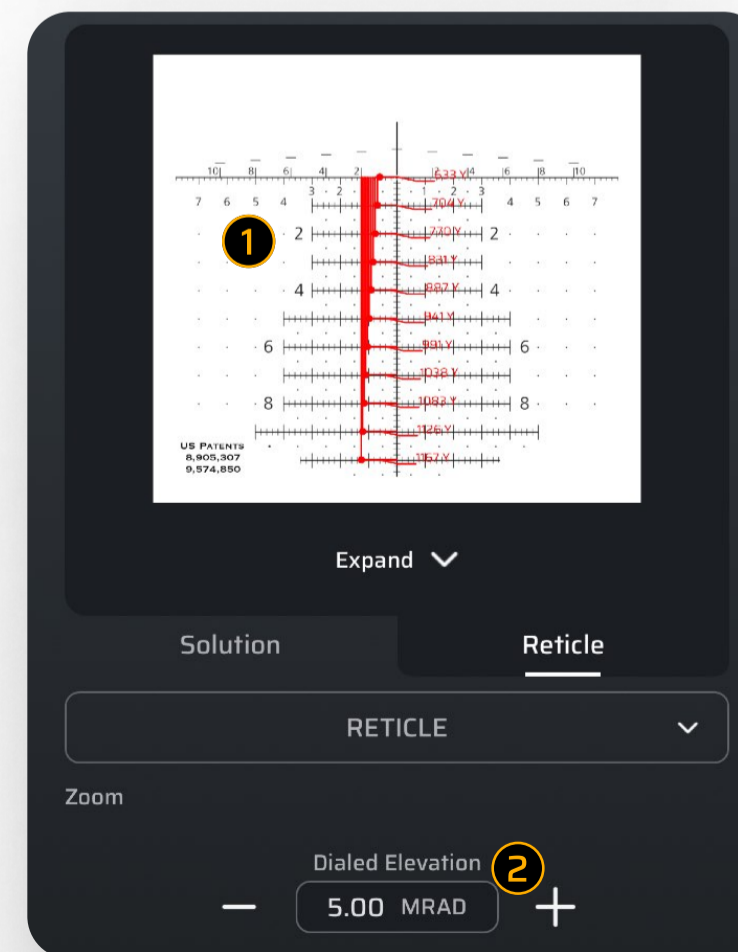 10 8 6 4 2 2 4 6 8 10
633 Y
3 2 1 2 3
7 6 5 4 704 Y 4 5 6 7
1
2 730 Y 2
831 Y
4 887 Y 4
941 Y
6 991 Y 6
1038 Y
8 1083 Y 8
1126 Y
US PATENTS
8,905,307
9,574,850
1167 Y
Expand
Solution Reticle
RETICLE
Zoom
Dialed Elevation 2
5.00 MRAD